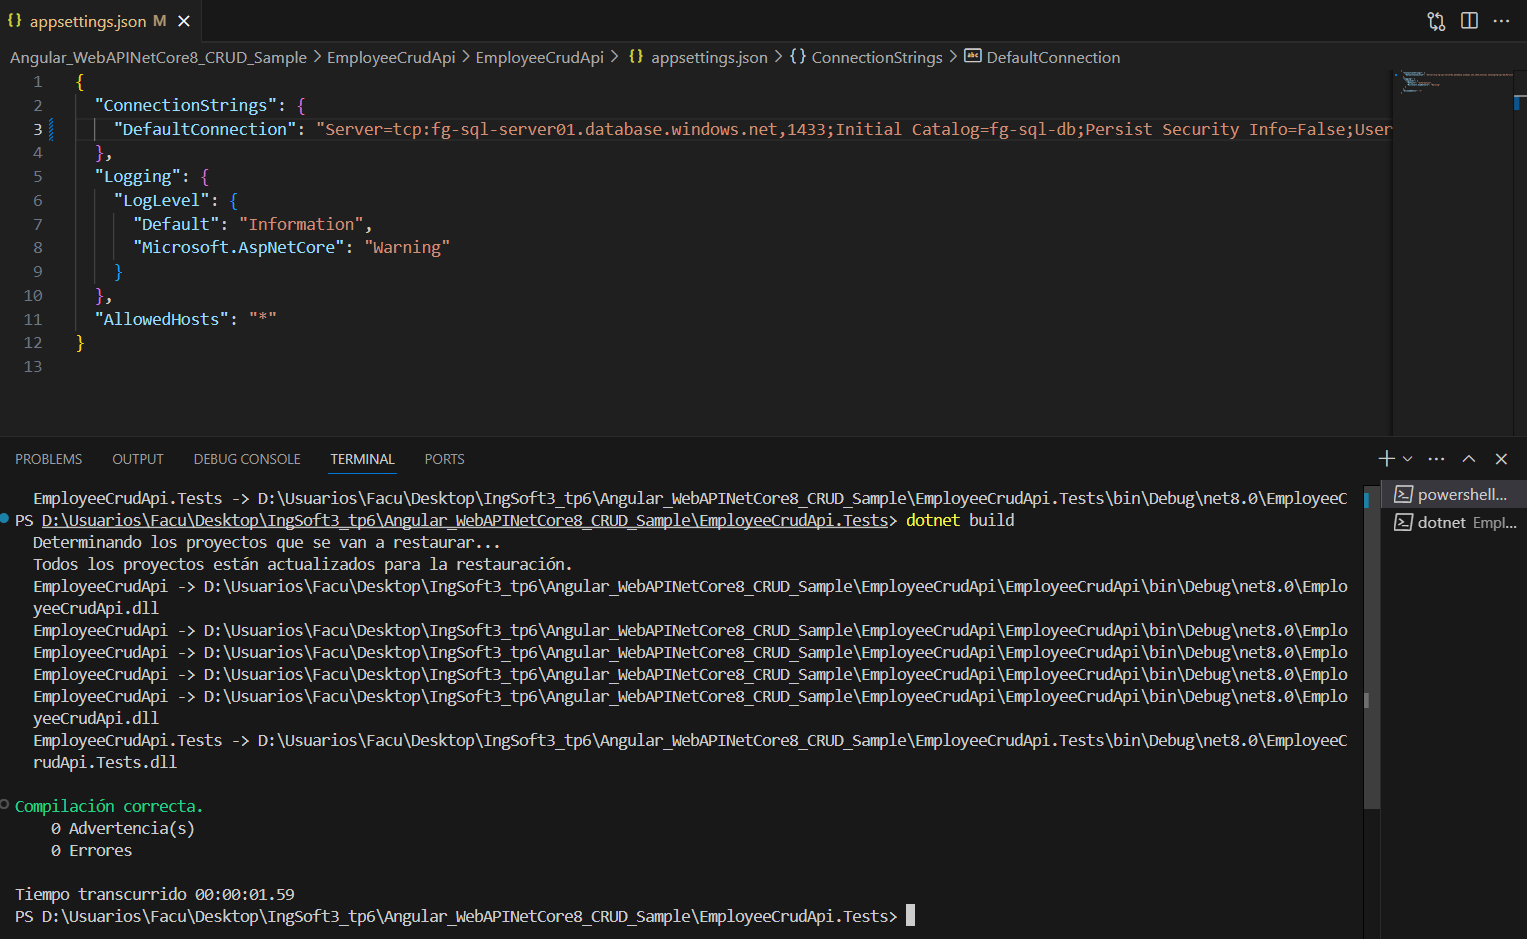 {} appsettings.json M
Angular_WebAPINetCore8_CRUD_Sample > EmployeeCrudApi > EmployeeCrudApi > {} appsettings.json > {} ConnectionStrings > abc DefaultConnection
1 {
2 "ConnectionStrings": {
3 "DefaultConnection": "Server=tcp:fg-sql-server01.database.windows.net,1433;Initial Catalog=fg-sql-db;Persist Security Info=False;User
4 },
5 "Logging": {
6 "LogLevel": {
7 "Default": "Information",
8 "Microsoft.AspNetCore": "Warning"
9 }
10 },
11 "AllowedHosts": "*"
12 }
13
PROBLEMS OUTPUT DEBUG CONSOLE TERMINAL PORTS
powershell...
dotnet Empl...
EmployeeCrudApi.Tests -> D:\Usuarios\Facu\Desktop\IngSoft3_tp6\Angular_WebAPINetCore8_CRUD_Sample\EmployeeCrudApi.Tests\bin\Debug\net8.0\EmployeeC
PS D:\Usuarios\Facu\Desktop\IngSoft3_tp6\Angular_WebAPINetCore8_CRUD_Sample\EmployeeCrudApi.Tests> dotnet build
Determinando los proyectos que se van a restaurar...
Todos los proyectos están actualizados para la restauración.
EmployeeCrudApi -> D:\Usuarios\Facu\Desktop\IngSoft3_tp6\Angular_WebAPINetCore8_CRUD_Sample\EmployeeCrudApi\EmployeeCrudApi\bin\Debug\net8.0\Emplo
yeeCrudApi.dll
EmployeeCrudApi -> D:\Usuarios\Facu\Desktop\IngSoft3_tp6\Angular_WebAPINetCore8_CRUD_Sample\EmployeeCrudApi\EmployeeCrudApi\bin\Debug\net8.0\Emplo
EmployeeCrudApi -> D:\Usuarios\Facu\Desktop\IngSoft3_tp6\Angular_WebAPINetCore8_CRUD_Sample\EmployeeCrudApi\EmployeeCrudApi\bin\Debug\net8.0\Emplo
EmployeeCrudApi -> D:\Usuarios\Facu\Desktop\IngSoft3_tp6\Angular_WebAPINetCore8_CRUD_Sample\EmployeeCrudApi\EmployeeCrudApi\bin\Debug\net8.0\Emplo
EmployeeCrudApi -> D:\Usuarios\Facu\Desktop\IngSoft3_tp6\Angular_WebAPINetCore8_CRUD_Sample\EmployeeCrudApi\EmployeeCrudApi\bin\Debug\net8.0\Emplo
yeeCrudApi.dll
EmployeeCrudApi.Tests -> D:\Usuarios\Facu\Desktop\IngSoft3_tp6\Angular_WebAPINetCore8_CRUD_Sample\EmployeeCrudApi.Tests\bin\Debug\net8.0\EmployeeC
rudApi.Tests.dll
Compilación correcta.
0 Advertencia(s)
0 Errores
Tiempo transcurrido 00:00:01.59
PS D:\Usuarios\Facu\Desktop\IngSoft3_tp6\Angular_WebAPINetCore8_CRUD_Sample\EmployeeCrudApi.Tests>